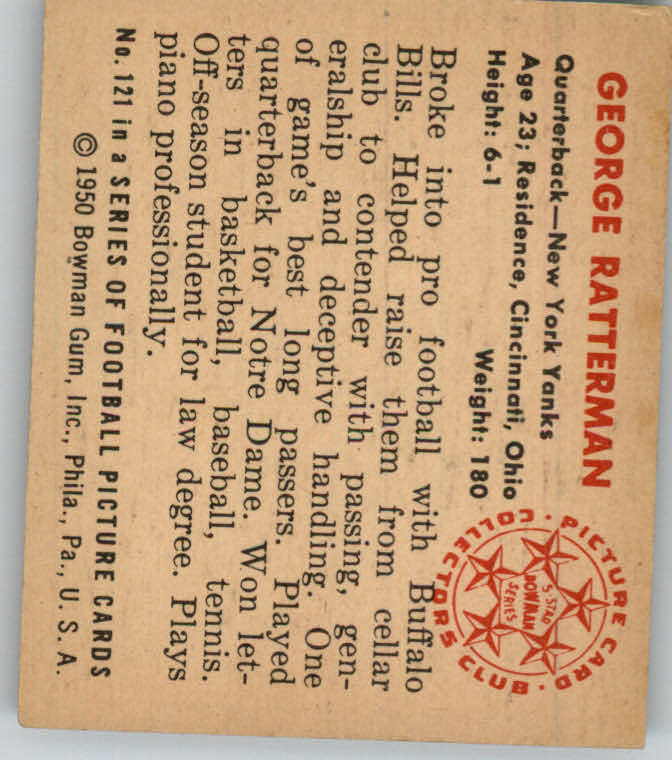 GEORGE RATTERMAN
Quarterback—New York Yanks
Age 23; Residence, Cincinnati, Ohio
Height: 6-1 Weight: 180
Broke into pro football with Buffalo
Bills. Helped raise them from cellar
club to contender with passing, gen-
eralship and deceptive handling. One
of game's best long passers. Played
quarterback for Notre Dame. Won let-
ters in basketball, baseball, tennis.
Off-season student for law degree. Plays
piano professionally.
No. 121 in a SERIES OF FOOTBALL PICTURE CARDS
© 1950 Bowman Gum, Inc., Phila., Pa., U. S. A.
PICTURE CARD COLLECTORS CLUB
5-STAR
BOWMAN
SERIES